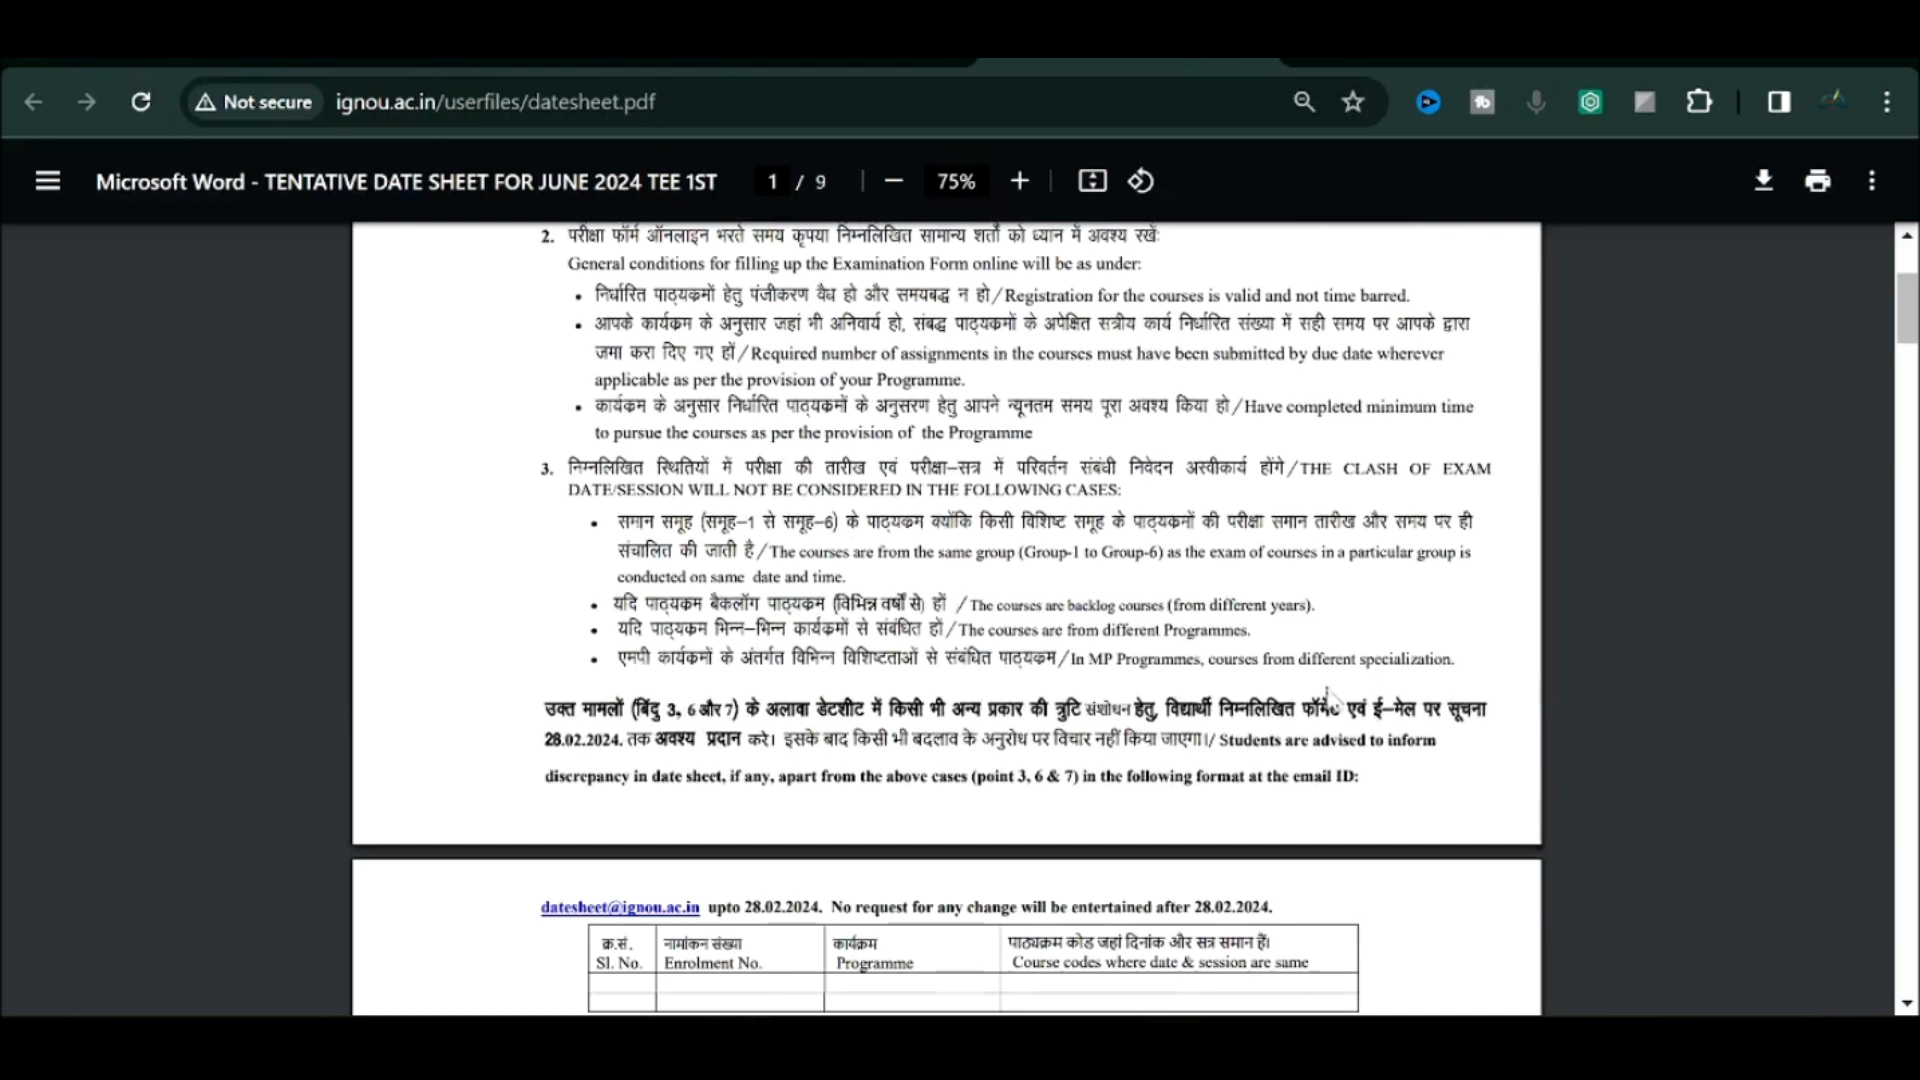 Not secure
ignou.ac.in/userfiles/datesheet.pdf
Microsoft Word - TENTATIVE DATE SHEET FOR JUNE 2024 TEE 1ST
1 / 9
75%
2. परीक्षा फॉर्म ऑनलाइन भरते समय कृपया निम्नलिखित सामान्य शर्तों को ध्यान में अवश्य रखेंः
General conditions for filling up the Examination Form online will be as under:
• निर्धारित पाठ्यक्रमों हेतु पंजीकरण वैध हो और समयबद्ध न हो/Registration for the courses is valid and not time barred.
• आपके कार्यक्रम के अनुसार जहां भी अनिवार्य हो, संबद्ध पाठ्यक्रमों के अपेक्षित सत्रीय कार्य निर्धारित संख्या में सही समय पर आपके द्वारा
जमा करा दिए गए हों/Required number of assignments in the courses must have been submitted by due date wherever
applicable as per the provision of your Programme.
• कार्यक्रम के अनुसार निर्धारित पाठ्यक्रमों के अनुसरण हेतु आपने न्यूनतम समय पूरा अवश्य किया हो/Have completed minimum time
to pursue the courses as per the provision of the Programme
3. निम्नलिखित स्थितियों में परीक्षा की तारीख एवं परीक्षा–सत्र में परिवर्तन संबंधी निवेदन अस्वीकार्य होंगे/THE CLASH OF EXAM
DATE/SESSION WILL NOT BE CONSIDERED IN THE FOLLOWING CASES:
• समान समूह (समूह–1 से समूह–6) के पाठ्यक्रम क्योंकि किसी विशिष्ट समूह के पाठ्यक्रमों की परीक्षा समान तारीख और समय पर ही
संचालित की जाती है/The courses are from the same group (Group-1 to Group-6) as the exam of courses in a particular group is
conducted on same date and time.
• यदि पाठ्यक्रम बैकलॉग पाठ्यक्रम (विभिन्न वर्षों से) हों /The courses are backlog courses (from different years).
• यदि पाठ्यक्रम भिन्न–भिन्न कार्यक्रमों से संबंधित हों/The courses are from different Programmes.
• एमपी कार्यक्रमों के अंतर्गत विभिन्न विशिष्टताओं से संबंधित पाठ्यक्रम/In MP Programmes, courses from different specialization.
उक्त मामलों (बिंदु 3, 6 और 7) के अलावा डेटशीट में किसी भी अन्य प्रकार की त्रुटि संशोधन हेतु, विद्यार्थी निम्नलिखित फॉर्मेट एवं ई–मेल पर सूचना
28.02.2024. तक अवश्य प्रदान करे। इसके बाद किसी भी बदलाव के अनुरोध पर विचार नहीं किया जाएगा।/ Students are advised to inform
discrepancy in date sheet, if any, apart from the above cases (point 3, 6 & 7) in the following format at the email ID:
datesheet@ignou.ac.in upto 28.02.2024. No request for any change will be entertained after 28.02.2024.
क्र.सं. नामांकन संख्या कार्यक्रम पाठ्यक्रम कोड जहां दिनांक और सत्र समान हैं।
Sl. No. Enrolment No. Programme Course codes where date & session are same